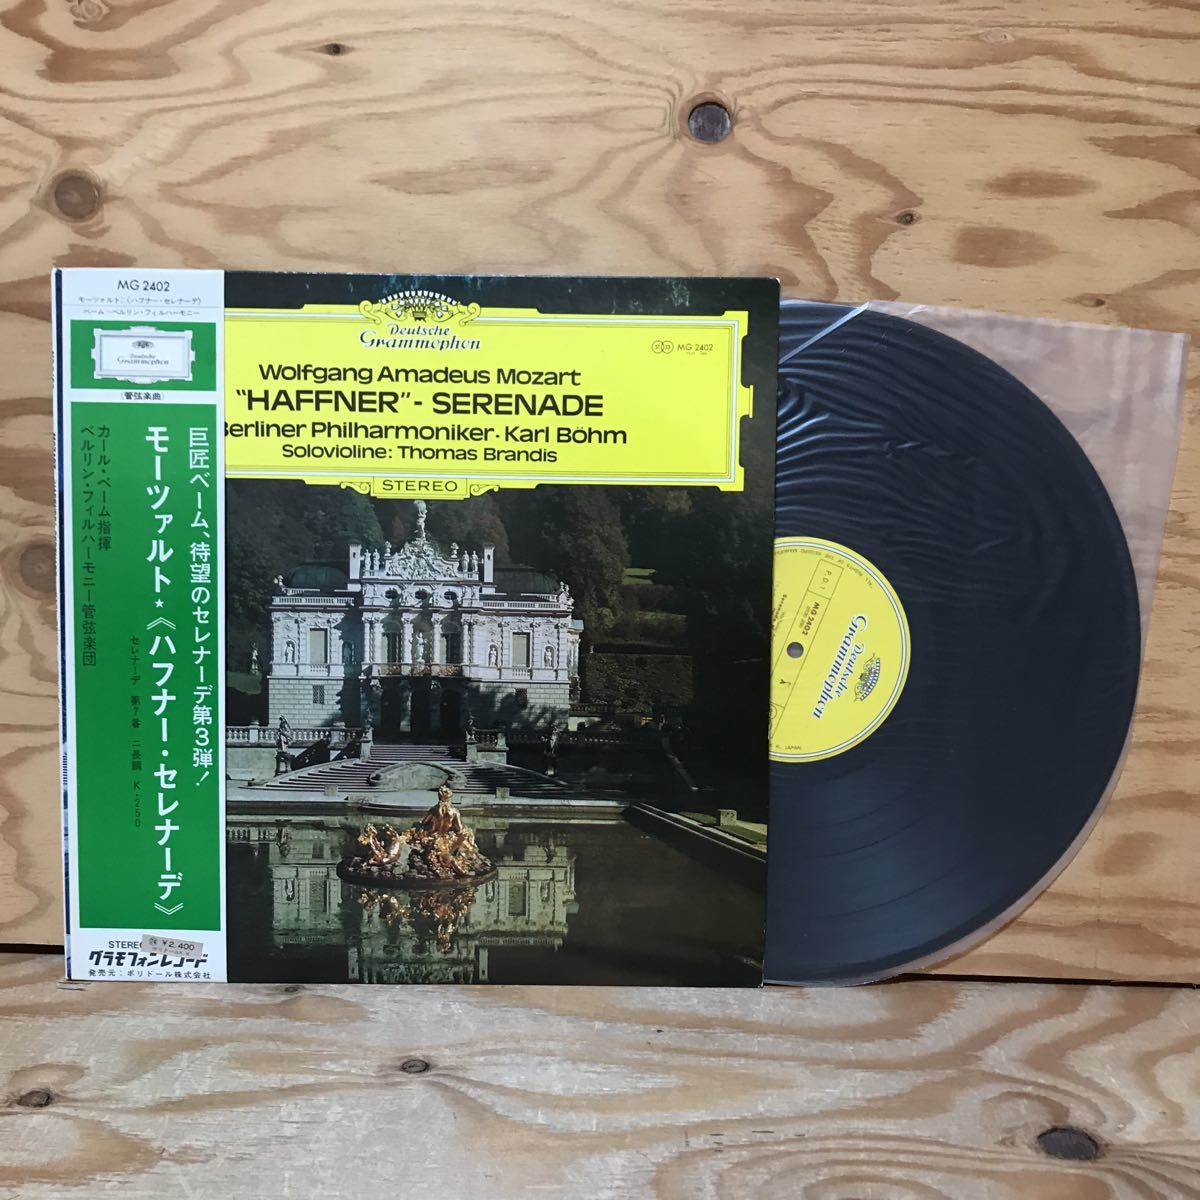 MG 2402
モーツァルト:〈ハフナー・セレナーデ〉
ベーム・ベルリン・フィルハーモニー
Deutsche
Grammophon
(管弦楽曲)
巨匠ベーム、待望のセレナーデ第3弾!
モーツァルト★《ハフナー・セレナーデ》
セレナーデ 第7番 ニ長調 K・250
カール・ベーム指揮
ベルリン・フィルハーモニー管弦楽団
STEREO
¥2,400
グラモフォンレコード
発売元:ポリドール株式会社
Deutsche
Grammophon
MG 2402
Wolfgang Amadeus Mozart
"HAFFNER"- SERENADE
Berliner Philharmoniker·Karl Böhm
Solovioline: Thomas Brandis
STEREO
Deutsche
Grammophon
MG 2402
JAPAN